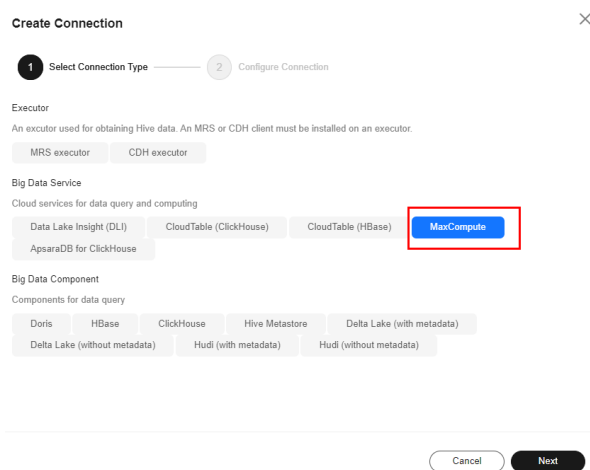 Create Connection
1 Select Connection Type 2 Configure Connection
Executor
An excutor used for obtaining Hive data. An MRS or CDH client must be installed on an executor.
MRS executor CDH executor
Big Data Service
Cloud services for data query and computing
Data Lake Insight (DLI) CloudTable (ClickHouse) CloudTable (HBase) MaxCompute
ApsaraDB for ClickHouse
Big Data Component
Components for data query
Doris HBase ClickHouse Hive Metastore Delta Lake (with metadata)
Delta Lake (without metadata) Hudi (with metadata) Hudi (without metadata)
Cancel Next